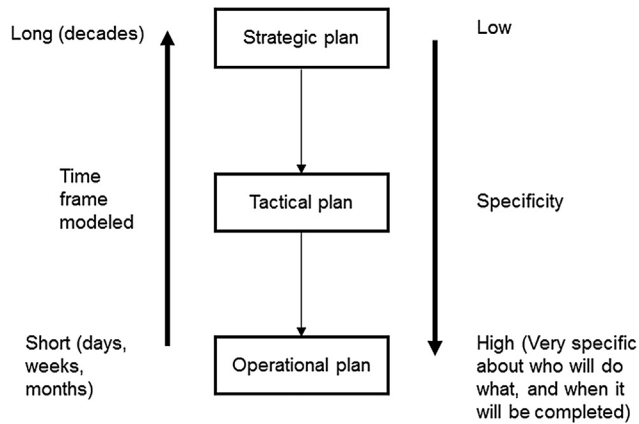 Long (decades)
Strategic plan
Low
Time
frame
modeled
Tactical plan
Specificity
Short (days,
weeks,
months)
Operational plan
High (Very specific
about who will do
what, and when it
will be completed)